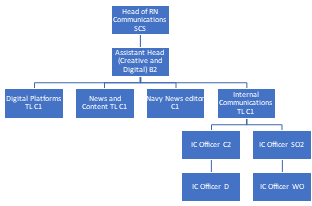 Head of RN
Communications
SCS
Assistant Head
(Creative and
Digital) B2
Digital Platforms
TL C1
News and
Content TL C1
Navy News editor
C1
Internal
Communications
TL C1
IC Officer C2
IC Officer SO2
IC Officer D
IC Officer WO